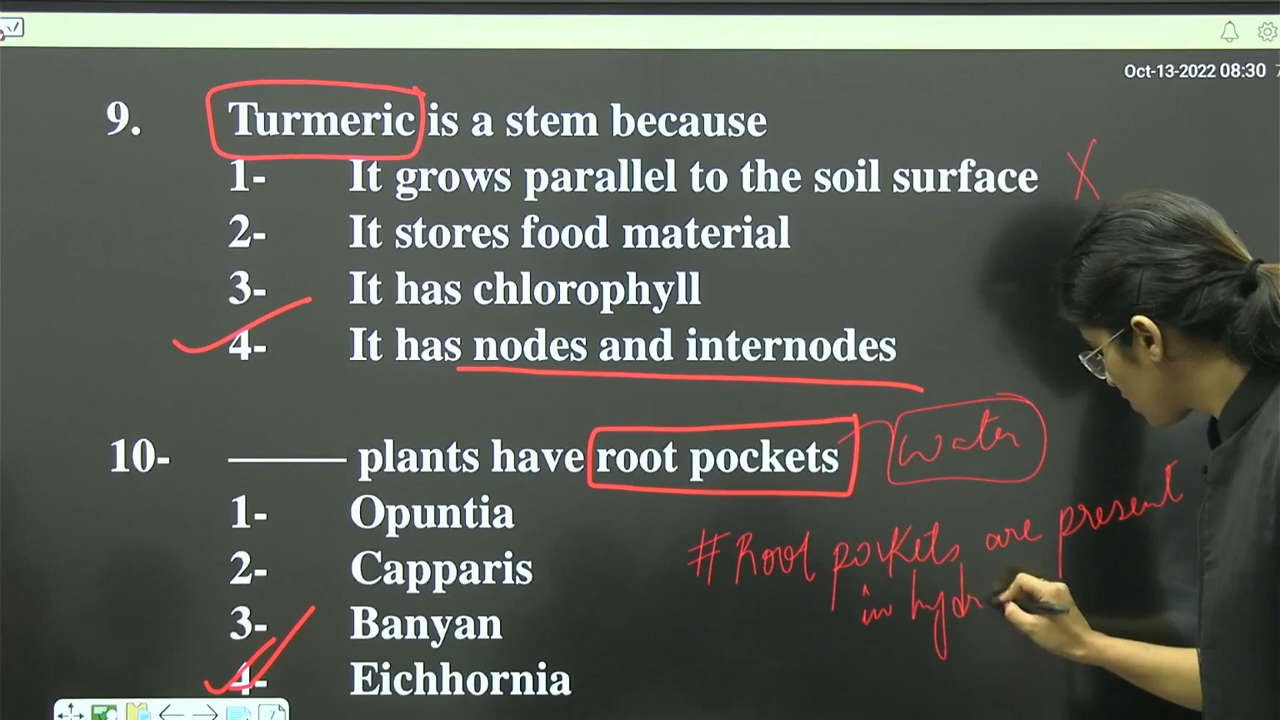 Oct-13-2022 08:30
9. Turmeric is a stem because
1- It grows parallel to the soil surface X
2- It stores food material
3- It has chlorophyll
4- It has nodes and internodes
10- ——— plants have root pockets
water
1- Opuntia
2- Capparis
3- Banyan
4- Eichhornia
# Root pockets are present
in hyd